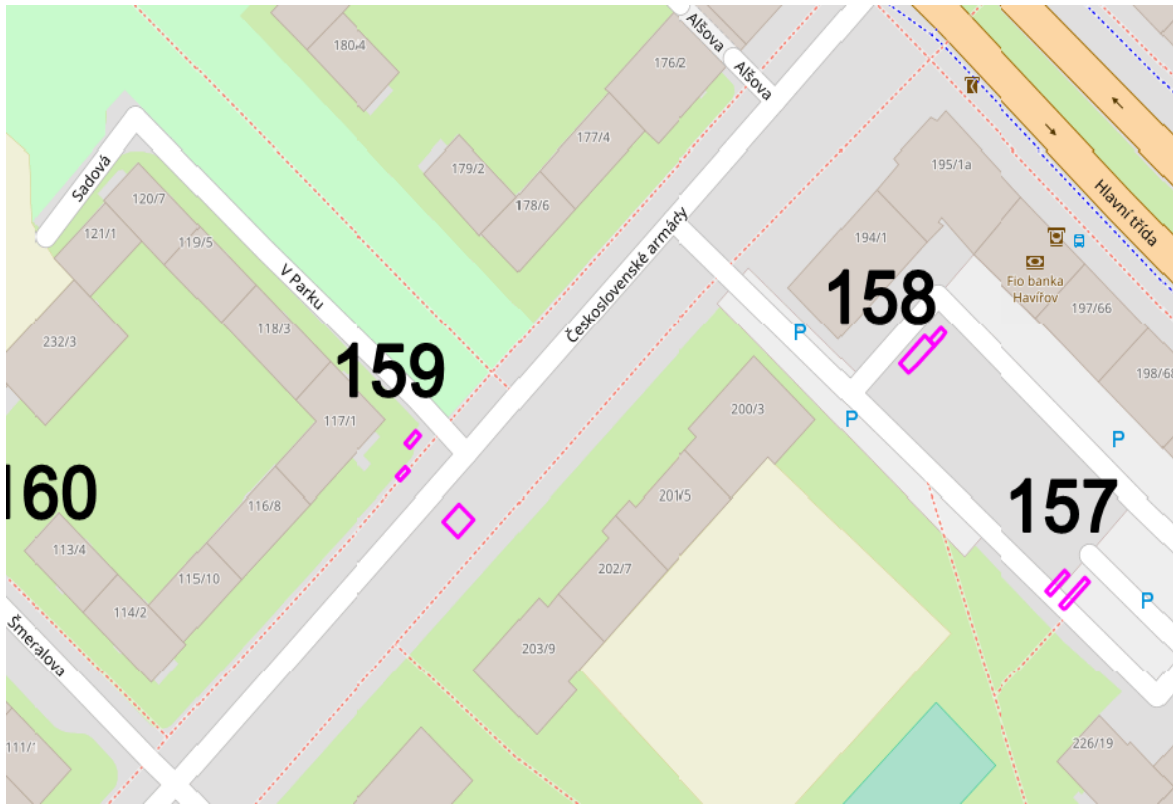 Alšova
180/4
176/2
Alšova
177/4
195/1a
179/2
Sadová
120/7
178/6
Hlavní třída
121/1
119/5
Československé armády
194/1
V Parku
Fio banka
Havířov
158
197/66
118/3
P
232/3
159
198/68
200/3
117/1
P
P
160
201/5
116/8
157
113/4
202/7
115/10
P
114/2
Šmeralova
203/9
111/1
226/19